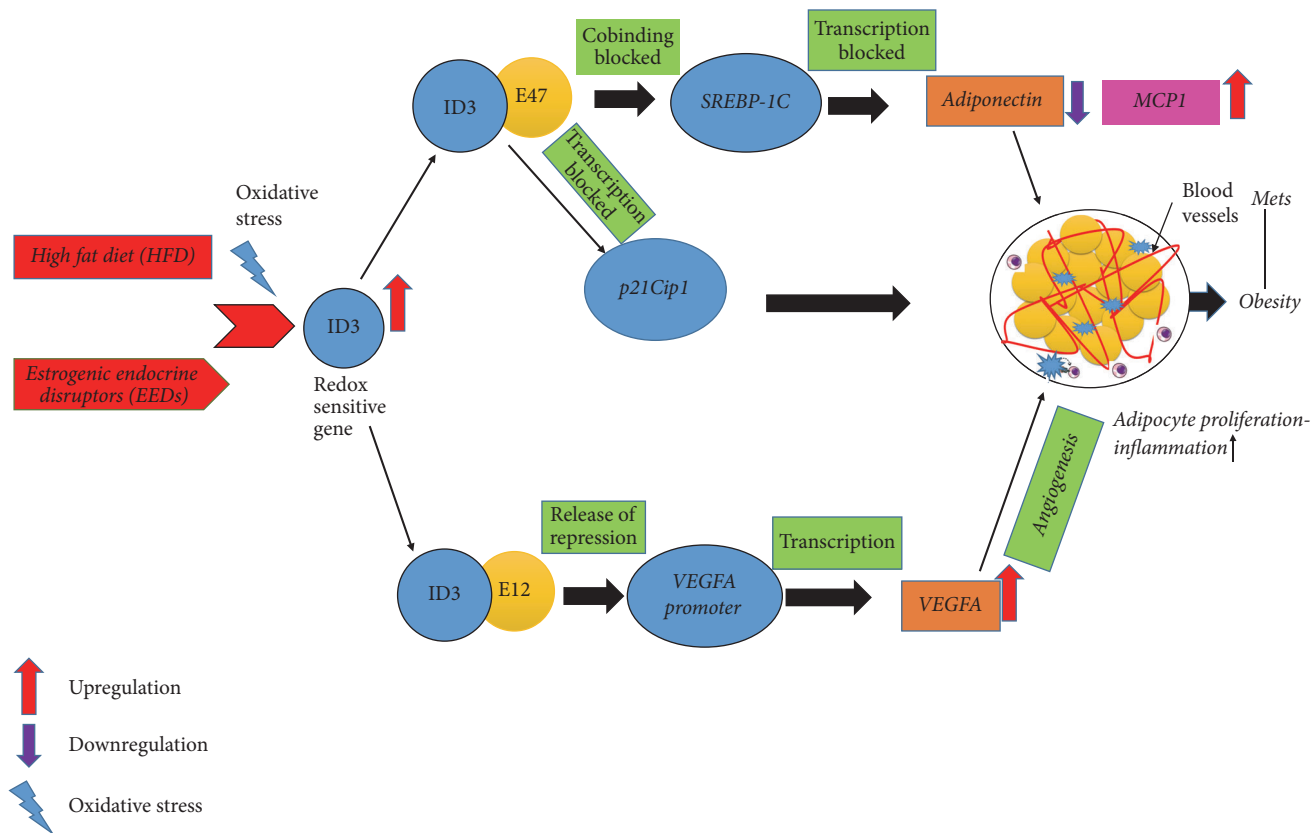 Cobinding
blocked
Transcription
blocked
ID3
E47
SREBP-1C
Adiponectin
MCP1
Transcription
blocked
Oxidative
stress
Blood
vessels
Mets
High fat diet (HFD)
p21Cip1
Obesity
ID3
Estrogenic endocrine
disruptors (EEDs)
Redox
sensitive
gene
Adipocyte proliferation-
inflammation
Angiogenesis
Release of
repression
Transcription
ID3
E12
VEGFA
promoter
VEGFA
Upregulation
Downregulation
Oxidative stress